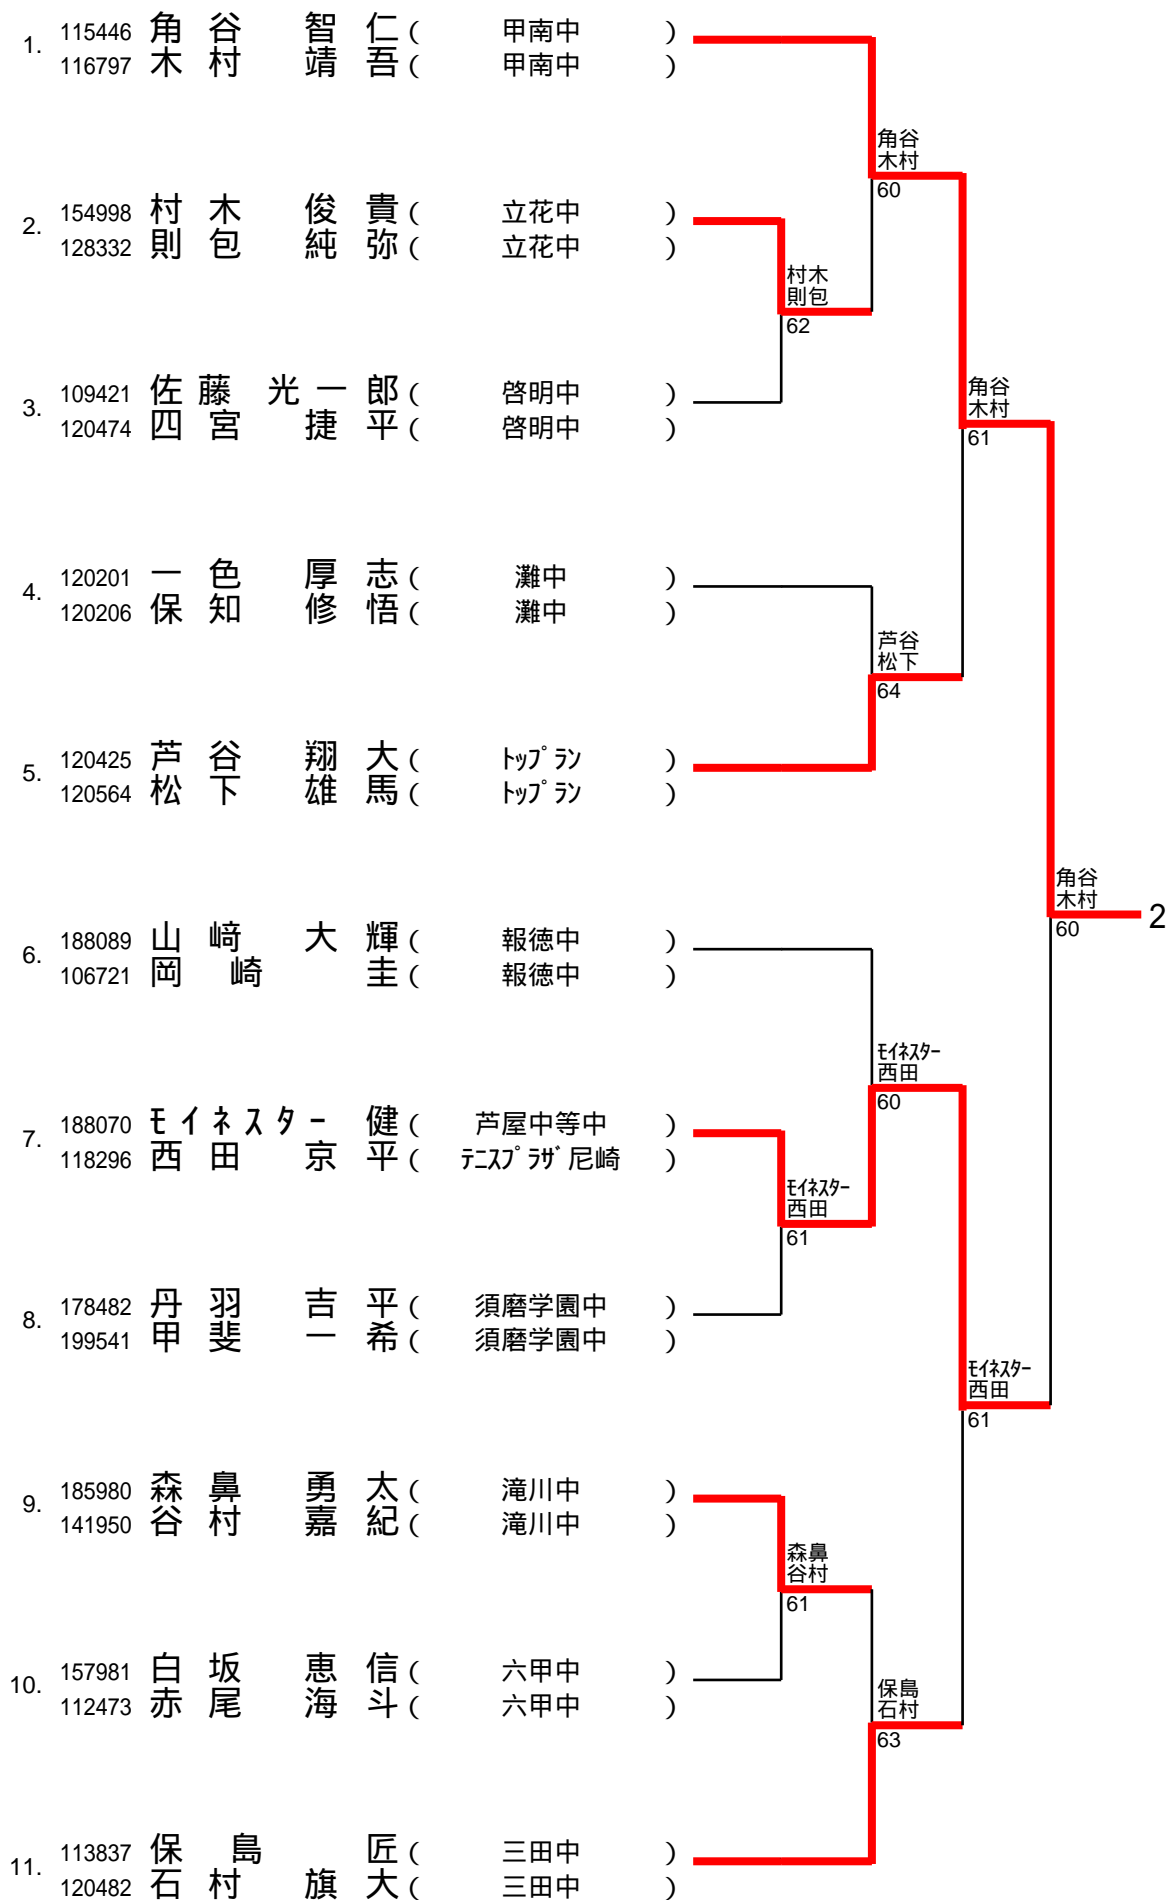 1. 115446 角谷 智仁 ( 甲南中 )
116797 木村 靖吾 ( 甲南中 )
角谷
木村
60
2. 154998 村木 俊貴 ( 立花中 )
128332 則包 純弥 ( 立花中 )
村木
則包
62
3. 109421 佐藤 光一郎 ( 啓明中 )
120474 四宮 捷平 ( 啓明中 )
角谷
木村
61
4. 120201 一色 厚志 ( 灘中 )
120206 保知 修悟 ( 灘中 )
芦谷
松下
64
5. 120425 芦谷 翔大 ( ﾄｯﾌﾟﾗﾝ )
120564 松下 雄馬 ( ﾄｯﾌﾟﾗﾝ )
角谷
木村
60
2
6. 188089 山﨑 大輝 ( 報徳中 )
106721 岡崎 圭 ( 報徳中 )
ﾓｲﾈｽﾀｰ
西田
60
7. 188070 ﾓｲﾈｽﾀｰ 健 ( 芦屋中等中 )
118296 西田 京平 ( ﾃﾆｽﾌﾟﾗｻﾞ尼崎 )
ﾓｲﾈｽﾀｰ
西田
61
8. 178482 丹羽 吉平 ( 須磨学園中 )
199541 甲斐 一希 ( 須磨学園中 )
ﾓｲﾈｽﾀｰ
西田
61
9. 185980 森鼻 勇太 ( 滝川中 )
141950 谷村 嘉紀 ( 滝川中 )
森鼻
谷村
61
10. 157981 白坂 恵信 ( 六甲中 )
112473 赤尾 海斗 ( 六甲中 )
保島
石村
63
11. 113837 保島 匠 ( 三田中 )
120482 石村 旗大 ( 三田中 )